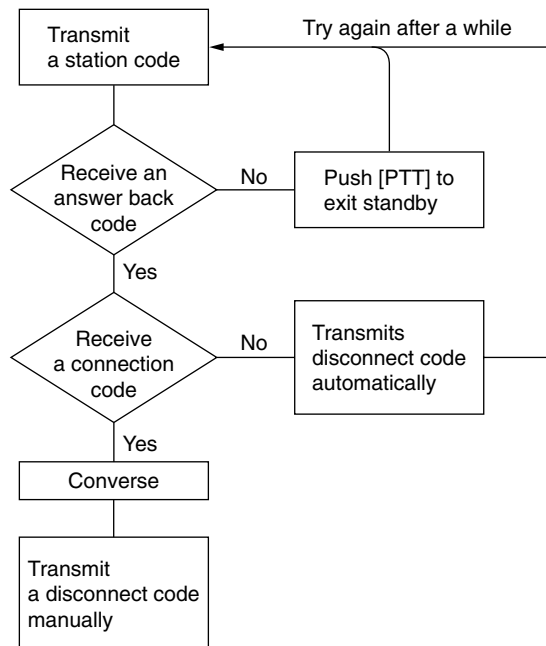 Transmit
a station code
Try again after a while
Receive an
answer back
code
No
Push [PTT] to
exit standby
Yes
Receive
a connection
code
No
Transmits
disconnect code
automatically
Yes
Converse
Transmit
a disconnect code
manually